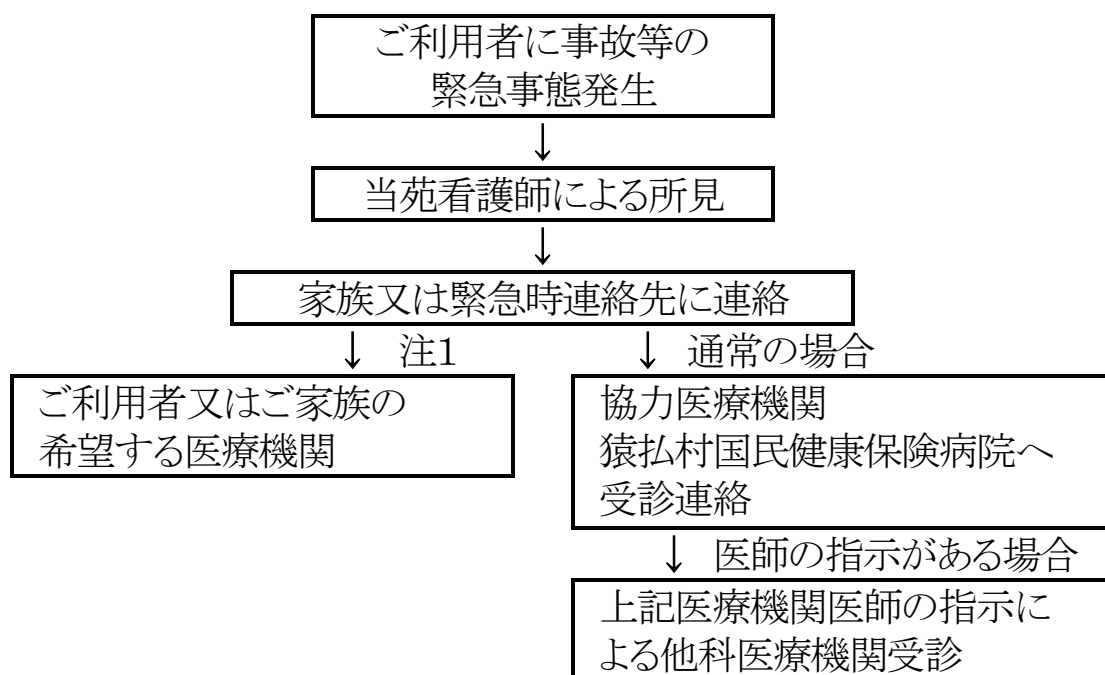 ご利用者に事故等の
緊急事態発生
↓
当苑看護師による所見
↓
家族又は緊急時連絡先に連絡
↓ 注1
↓ 通常の場合
ご利用者又はご家族の
希望する医療機関
協力医療機関
猿払村国民健康保険病院へ
受診連絡
↓ 医師の指示がある場合
上記医療機関医師の指示に
よる他科医療機関受診